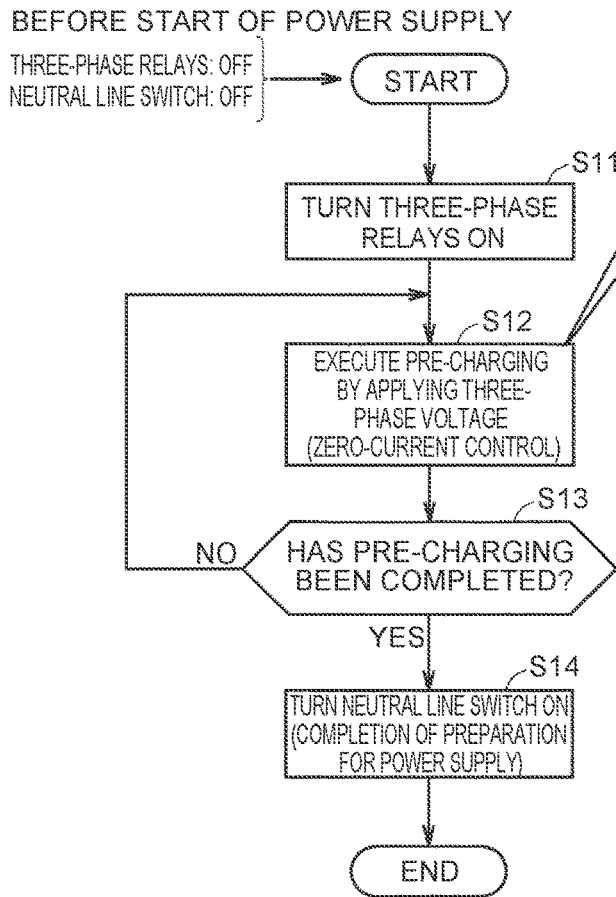 BEFORE START OF POWER SUPPLY
THREE-PHASE RELAYS: OFF
NEUTRAL LINE SWITCH: OFF
START
S11
TURN THREE-PHASE
RELAYS ON
S12
EXECUTE PRE-CHARGING
BY APPLYING THREE-
PHASE VOLTAGE
(ZERO-CURRENT CONTROL)
S13
NO
HAS PRE-CHARGING
BEEN COMPLETED?
YES
S14
TURN NEUTRAL LINE SWITCH ON
(COMPLETION OF PREPARATION
FOR POWER SUPPLY)
END